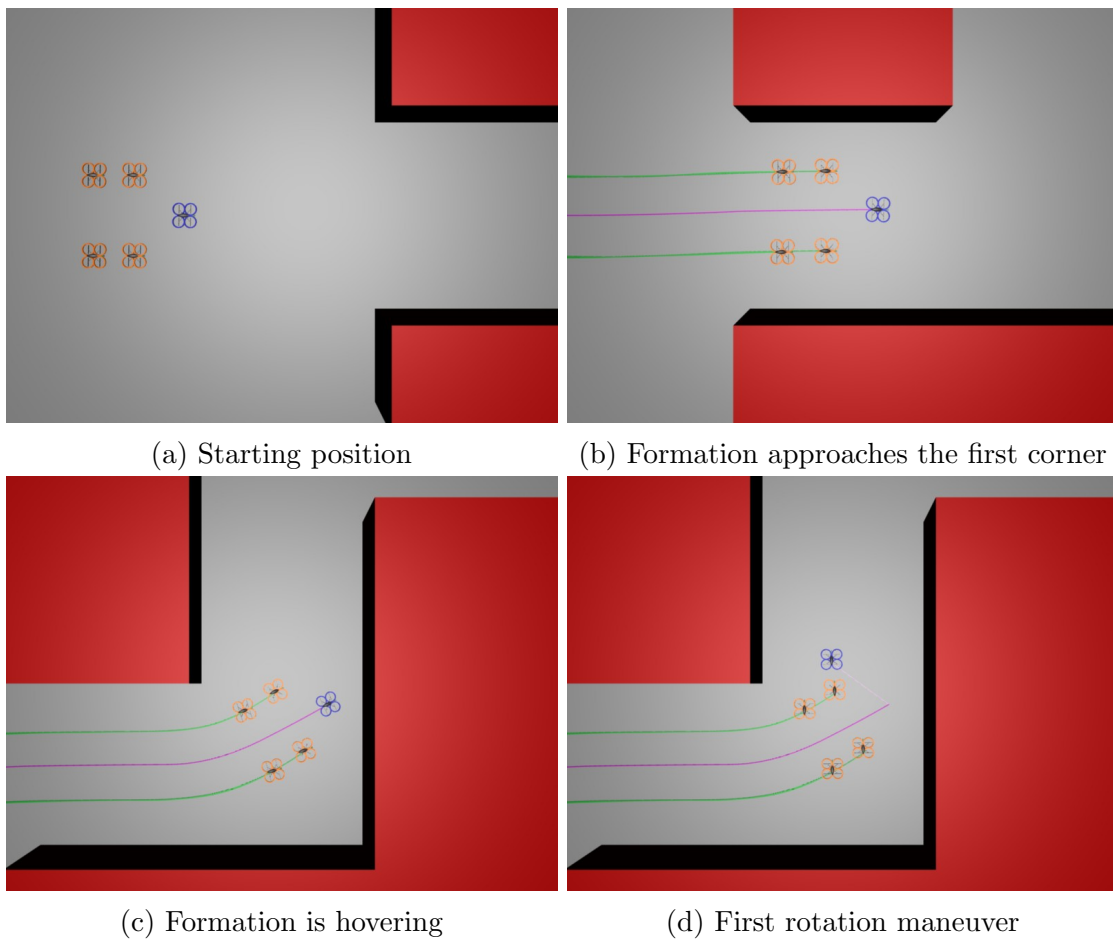 (a) Starting position
(b) Formation approaches the first corner
(c) Formation is hovering
(d) First rotation maneuver